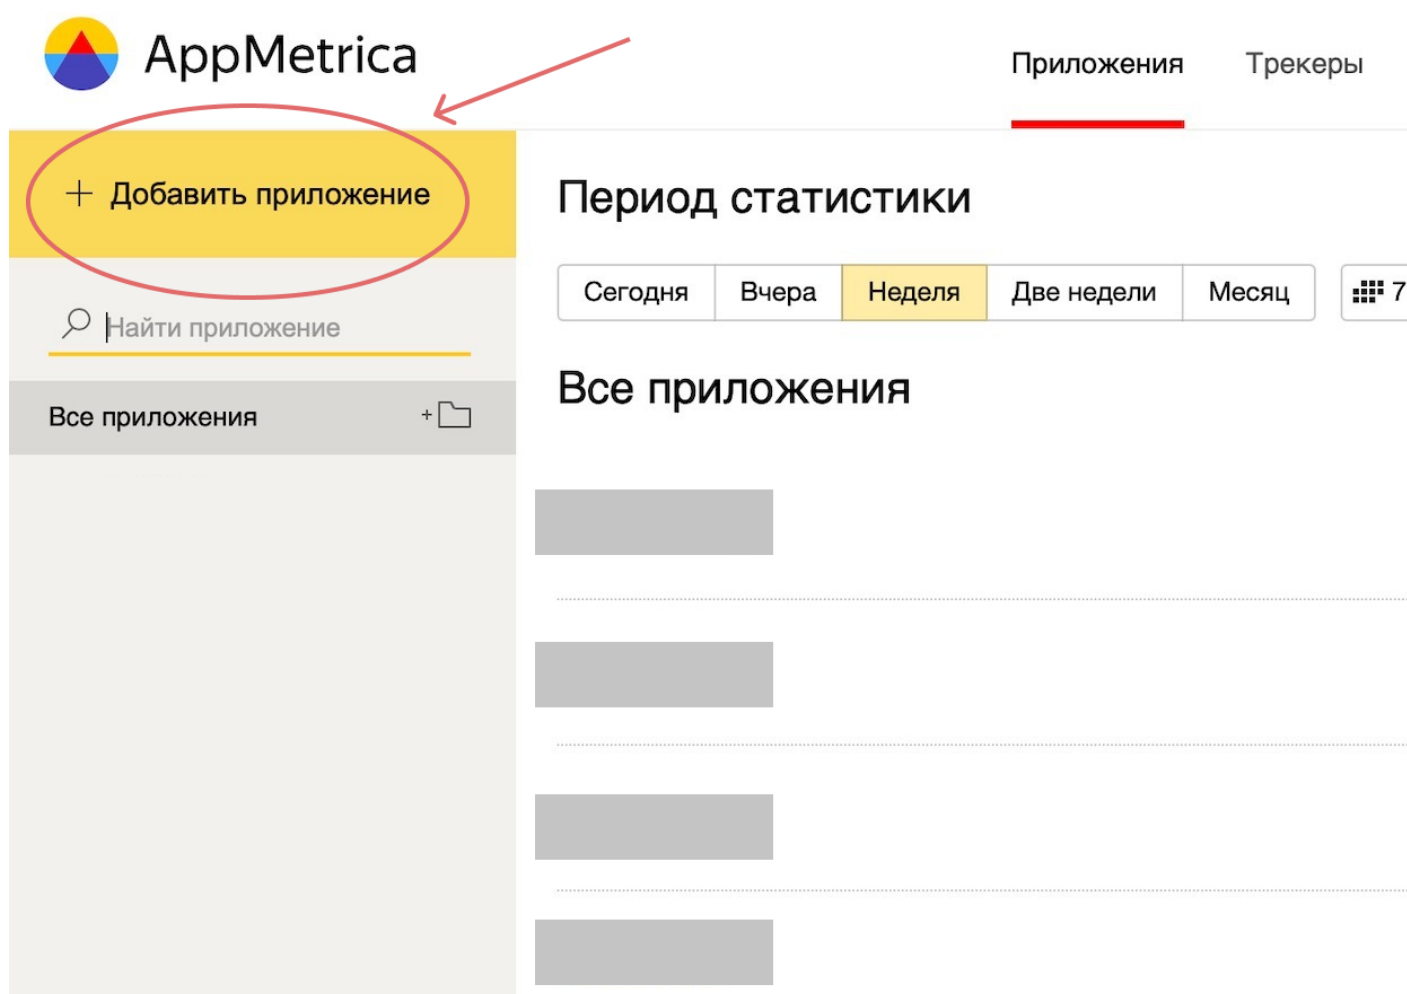 AppMetrica
Приложения
Трекеры
+ Добавить приложение
Найти приложение
Все приложения
+
Период статистики
Сегодня
Вчера
Неделя
Две недели
Месяц
7
Все приложения